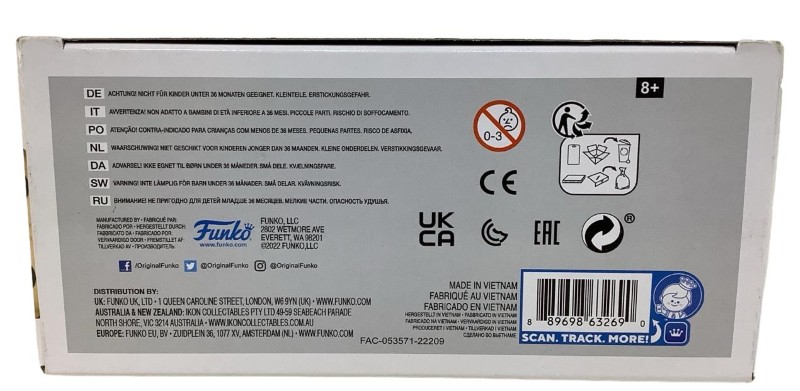 8+
DE ACHTUNG! NICHT FÜR KINDER UNTER 36 MONATEN GEEIGNET. KLEINTEILE. ERSTICKUNGSGEFAHR.
IT AVVERTENZA! NON ADATTO A BAMBINI DI ETÀ INFERIORE A 36 MESI. PICCOLE PARTI. RISCHIO DI SOFFOCAMENTO.
PO ATENÇÃO! CONTRA-INDICADO PARA CRIANÇAS COM MENOS DE 36 MESES. PEQUENAS PARTES. RISCO DE ASFIXIA.
NL WAARSCHUWING! NIET GESCHIKT VOOR KINDEREN JONGER DAN 36 MAANDEN. KLEINE ONDERDELEN. VERSTIKKINGSGEVAAR.
DA ADVARSEL! IKKE EGNET TIL BØRN UNDER 36 MÅNEDER. SMÅ DELE. KVÆLNINGSFARE.
SW VARNING! INTE LÄMPLIG FÖR BARN UNDER 36 MÅNADER. SMÅ DELAR. KVÄVNINGSRISK.
RU ВНИМАНИЕ НЕ ПРИГОДНО ДЛЯ ДЕТЕЙ МЛАДШЕ 36 МЕСЯЦЕВ. МЕЛКИЕ ЧАСТИ. ОПАСНОСТЬ УДУШЬЯ.
0-3
CE
UK
CA
EAC
®
MANUFACTURED BY • FABRIQUÉ PAR:
FABRICADO POR • HERGESTELLT DURCH:
FABBRICATO DA • FABRICADO POR:
VERVAARDIGD DOOR • FREMSTILLET AF:
TILLVERKAD AV • ПРОИЗВОДИТЕЛЬ:
Funko
www.funko.com
FUNKO, LLC
2802 WETMORE AVE
EVERETT, WA 98201
©2022 FUNKO,LLC
/OriginalFunko @OriginalFunko @OriginalFunko
DISTRIBUTION BY:
UK: FUNKO UK, LTD • 1 QUEEN CAROLINE STREET, LONDON, W6 9YN (UK) • WWW.FUNKO.COM
AUSTRALIA & NEW ZEALAND: IKON COLLECTABLES PTY LTD 49-59 SEABEACH PARADE
NORTH SHORE, VIC 3214 AUSTRALIA • WWW.IKONCOLLECTABLES.COM.AU
EUROPE: FUNKO EU, BV • ZUIDPLEIN 36, 1077 XV, AMSTERDAM (NL) • WWW.FUNKO.COM
FAC-053571-22209
MADE IN VIETNAM
FABRIQUÉ AU VIETNAM
FABRICADO EN VIETNAM
HERGESTELLT IN VIETNAM • FABBRICATO IN VIETNAM
FABRICADO NO VIETNAM • VERVAARDIGD IN VIETNAM
PRODUCERET I VIETNAM • TILLVERKAD I VIETNAM
СДЕЛАНО ВО ВЬЕТНАМ
8 89698 63269 0
SCAN. TRACK. MORE!